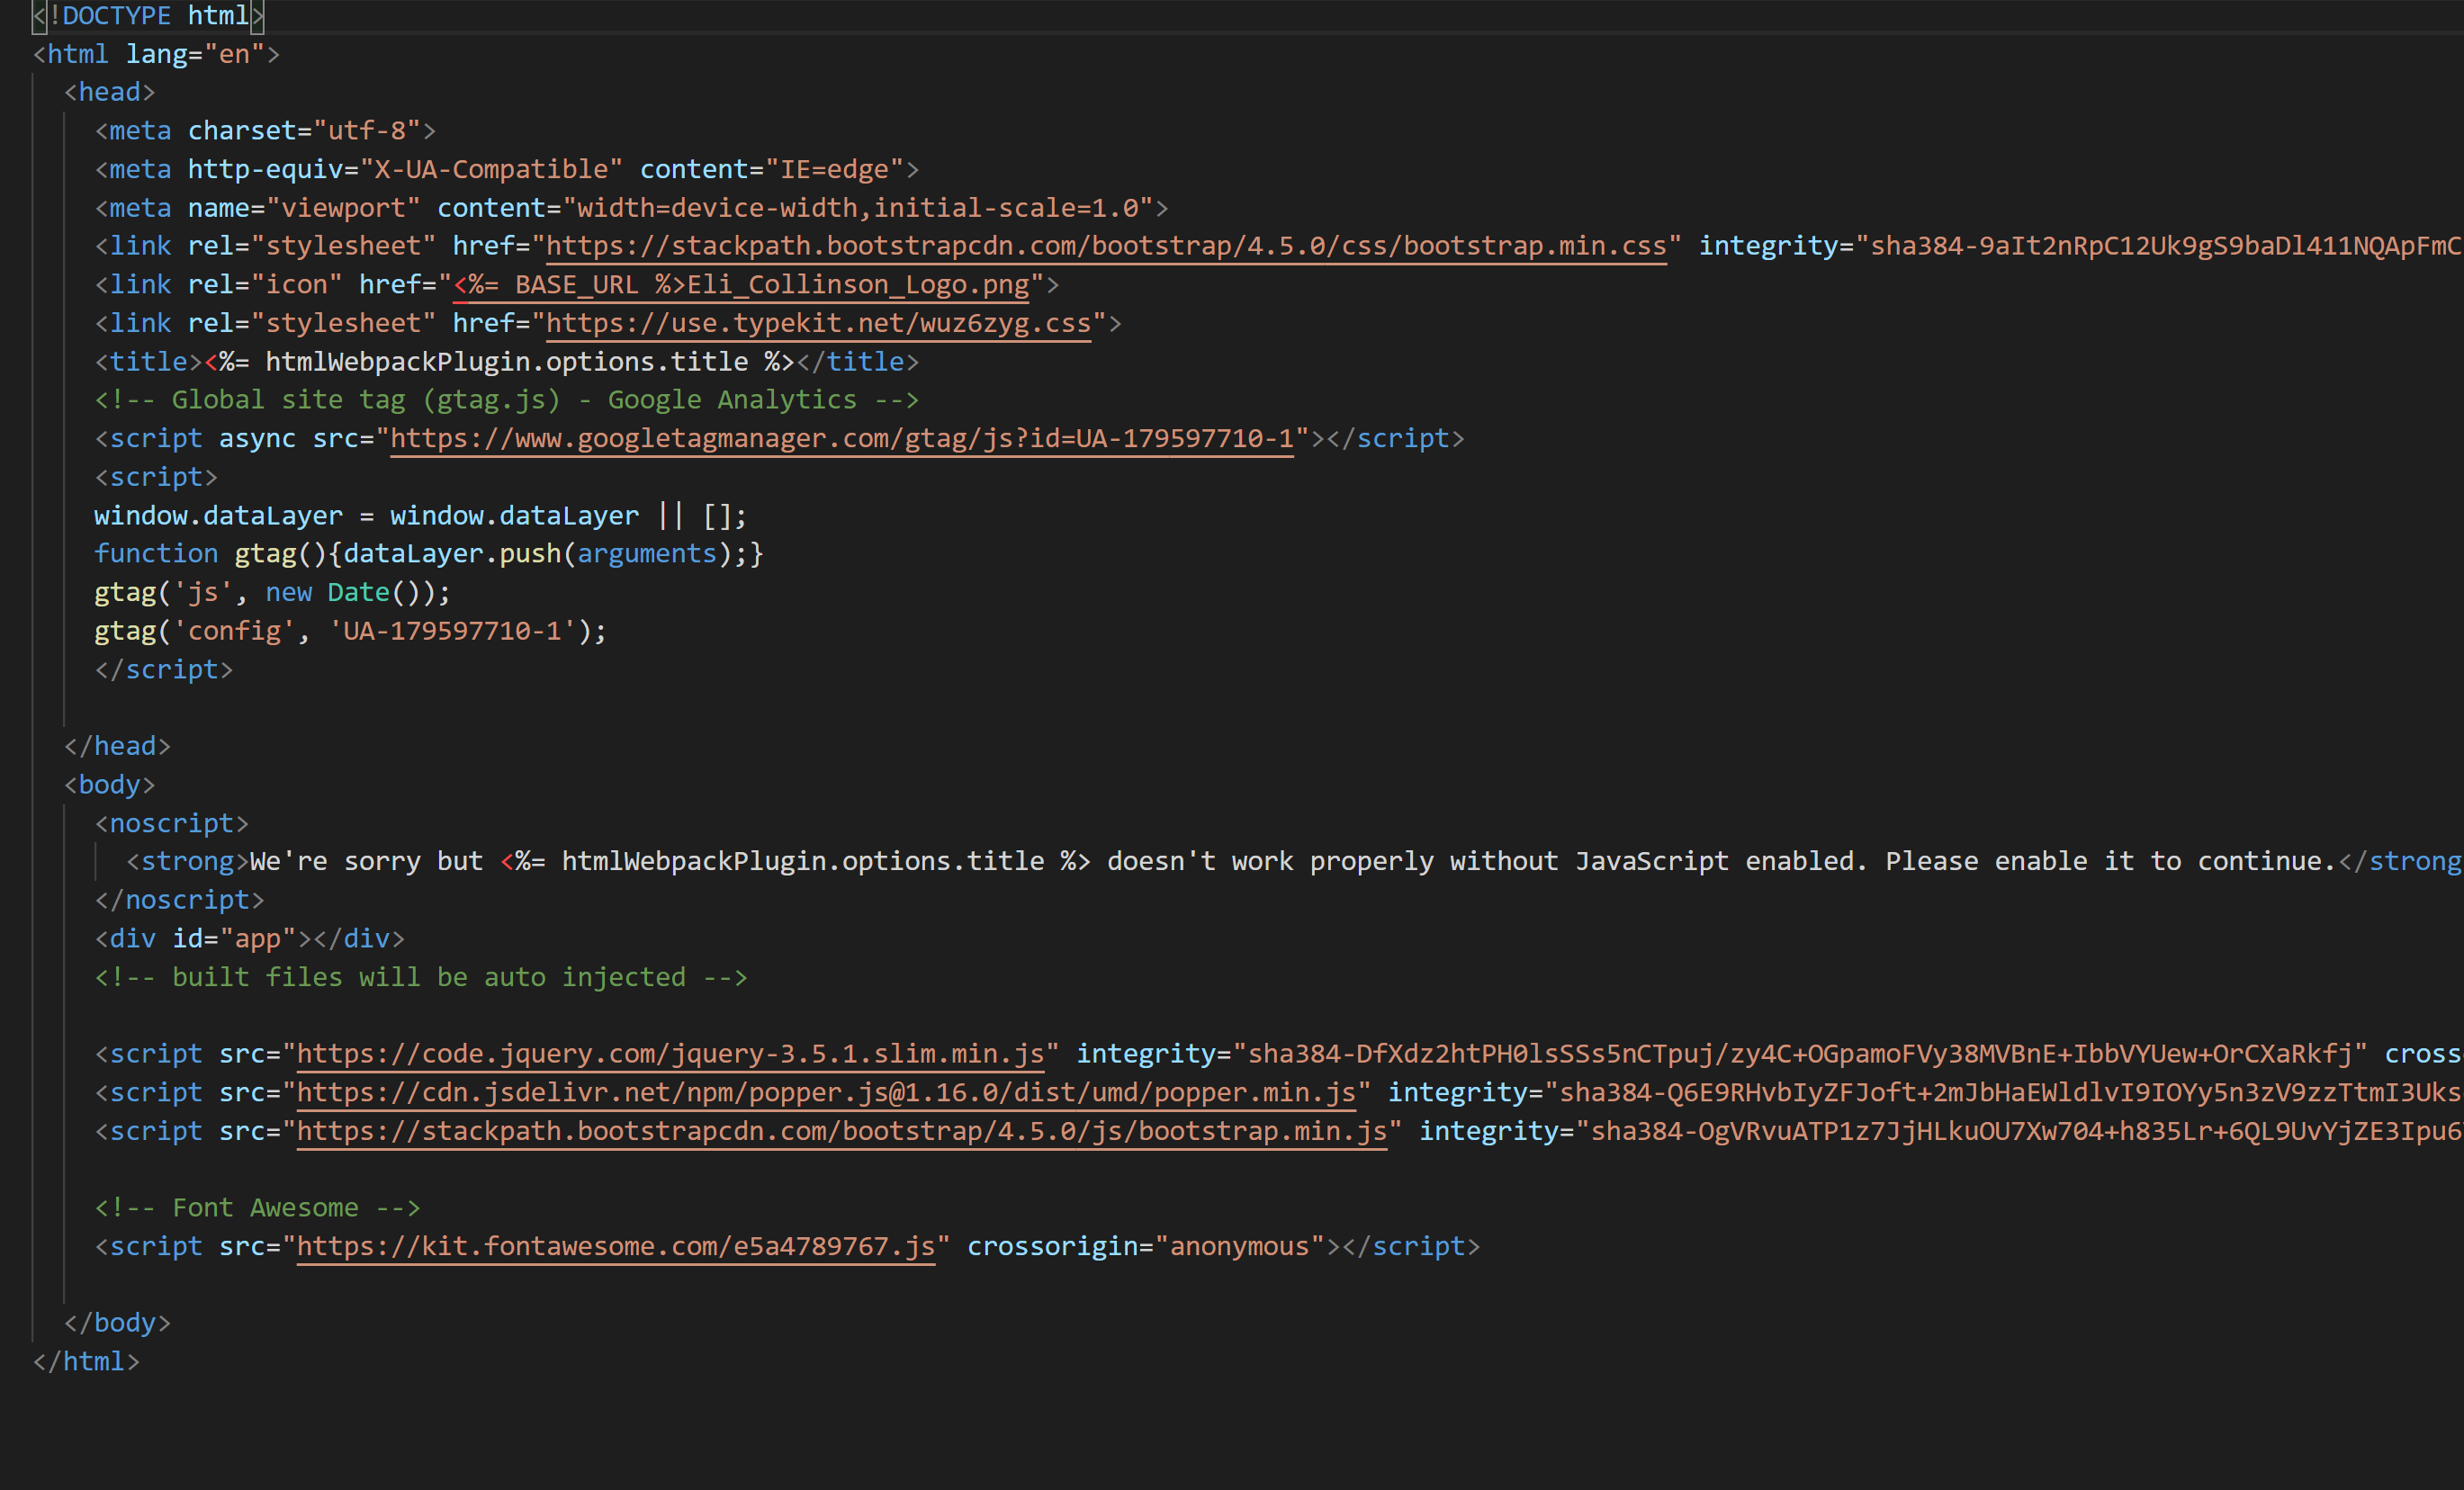 <!DOCTYPE html>
<html lang="en">
<head>
<meta charset="utf-8">
<meta http-equiv="X-UA-Compatible" content="IE=edge">
<meta name="viewport" content="width=device-width,initial-scale=1.0">
<link rel="stylesheet" href="https://stackpath.bootstrapcdn.com/bootstrap/4.5.0/css/bootstrap.min.css" integrity="sha384-9aIt2nRpC12Uk9gS9baDl411NQApFmC
<link rel="icon" href="<%= BASE_URL %>Eli_Collinson_Logo.png">
<link rel="stylesheet" href="https://use.typekit.net/wuz6zyg.css">
<title><%= htmlWebpackPlugin.options.title %></title>
<!-- Global site tag (gtag.js) - Google Analytics -->
<script async src="https://www.googletagmanager.com/gtag/js?id=UA-179597710-1"></script>
<script>
window.dataLayer = window.dataLayer || [];
function gtag(){dataLayer.push(arguments);}
gtag('js', new Date());
gtag('config', 'UA-179597710-1');
</script>
</head>
<body>
<noscript>
<strong>We're sorry but <%= htmlWebpackPlugin.options.title %> doesn't work properly without JavaScript enabled. Please enable it to continue.</strong
</noscript>
<div id="app"></div>
<!-- built files will be auto injected -->
<script src="https://code.jquery.com/jquery-3.5.1.slim.min.js" integrity="sha384-DfXdz2htPH0lsSSs5nCTpuj/zy4C+OGpamoFVy38MVBnE+IbbVYUew+OrCXaRkfj" cross
<script src="https://cdn.jsdelivr.net/npm/popper.js@1.16.0/dist/umd/popper.min.js" integrity="sha384-Q6E9RHvbIyZFJoft+2mJbHaEWldlvI9IOYy5n3zV9zzTtmI3Uks
<script src="https://stackpath.bootstrapcdn.com/bootstrap/4.5.0/js/bootstrap.min.js" integrity="sha384-OgVRvuATP1z7JjHLkuOU7Xw704+h835Lr+6QL9UvYjZE3Ipu6
<!-- Font Awesome -->
<script src="https://kit.fontawesome.com/e5a4789767.js" crossorigin="anonymous"></script>
</body>
</html>